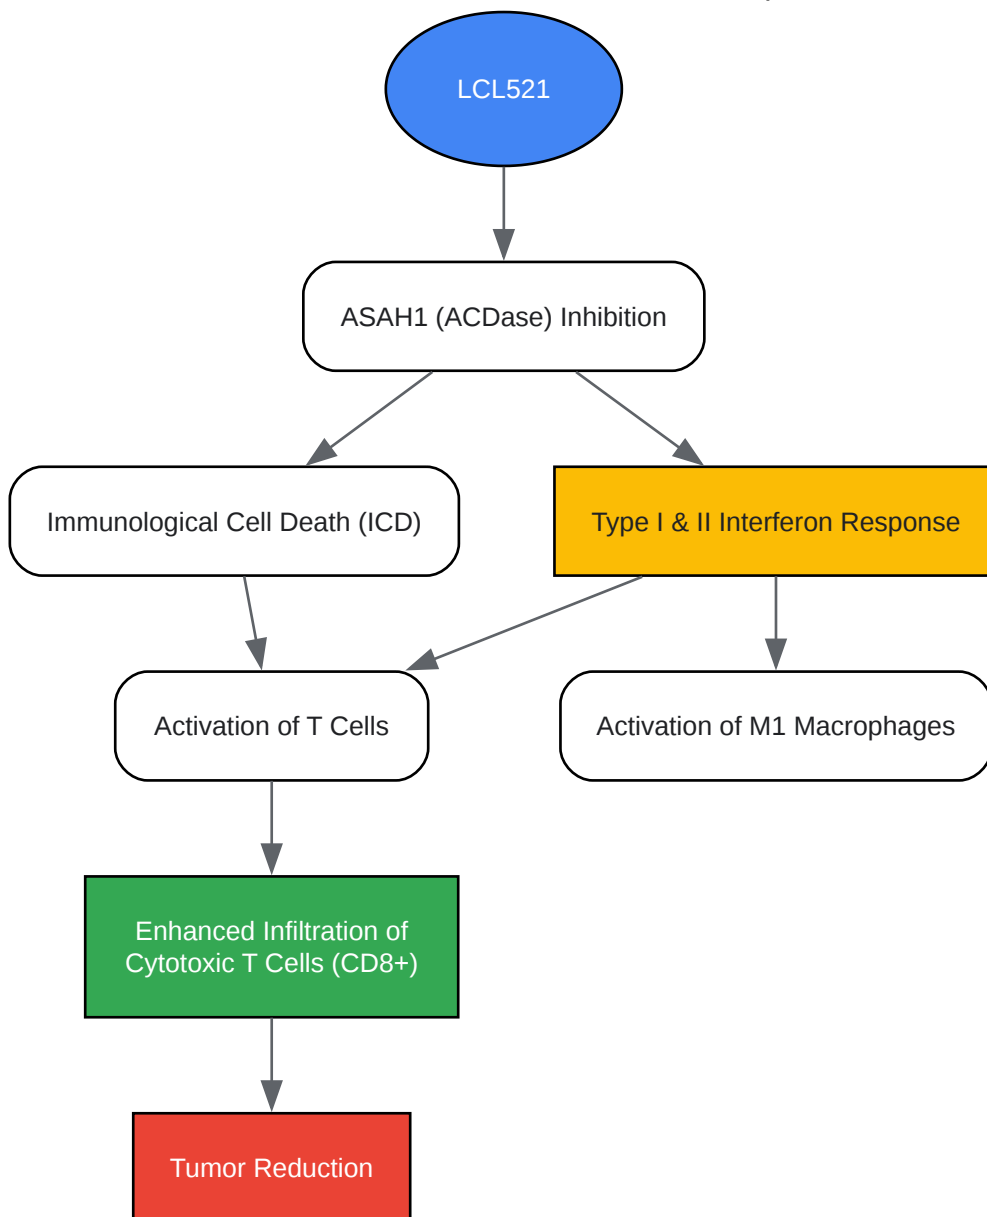 LCL521
ASAH1 (ACDase) Inhibition
Immunological Cell Death (ICD)
Type I & II Interferon Response
Activation of T Cells
Activation of M1 Macrophages
Enhanced Infiltration of
Cytotoxic T Cells (CD8+)
Tumor Reduction